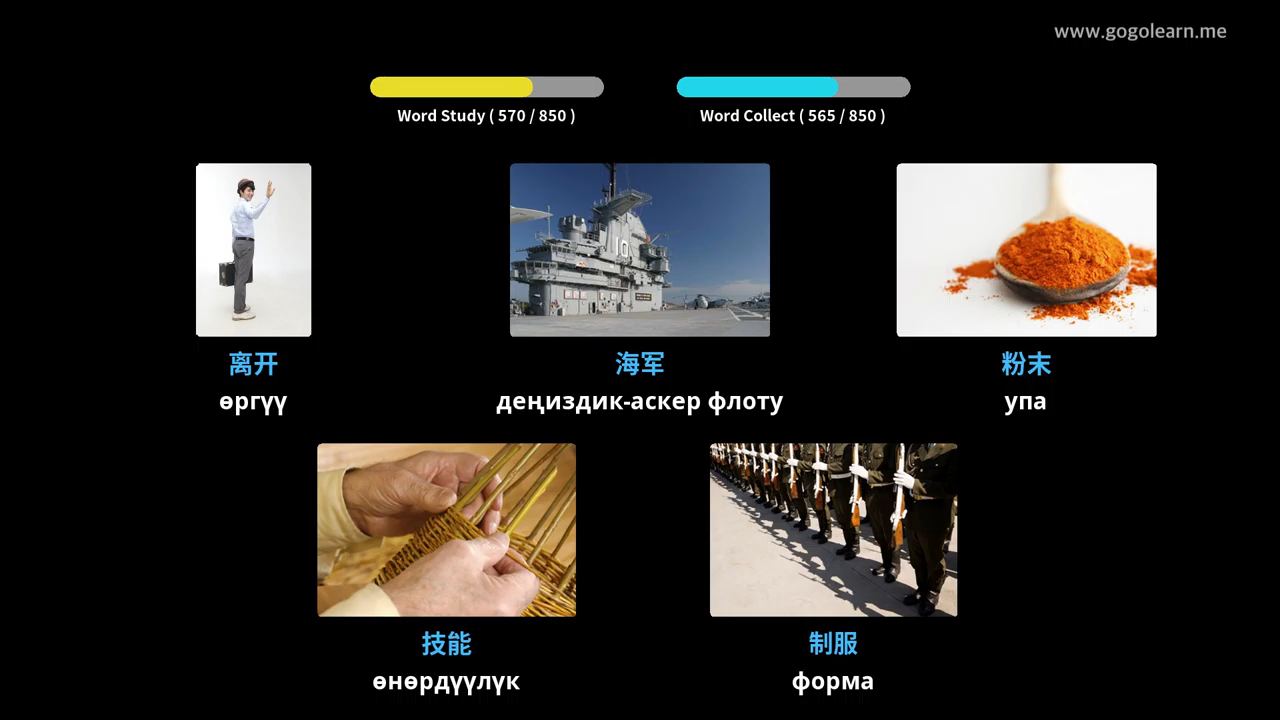 www.gogolearn.me
Word Study ( 570 / 850 )
Word Collect ( 565 / 850 )
10
离开
өргүү
海军
деңиздик-аскер флоту
粉末
упа
技能
өнөрдүүлүк
制服
форма